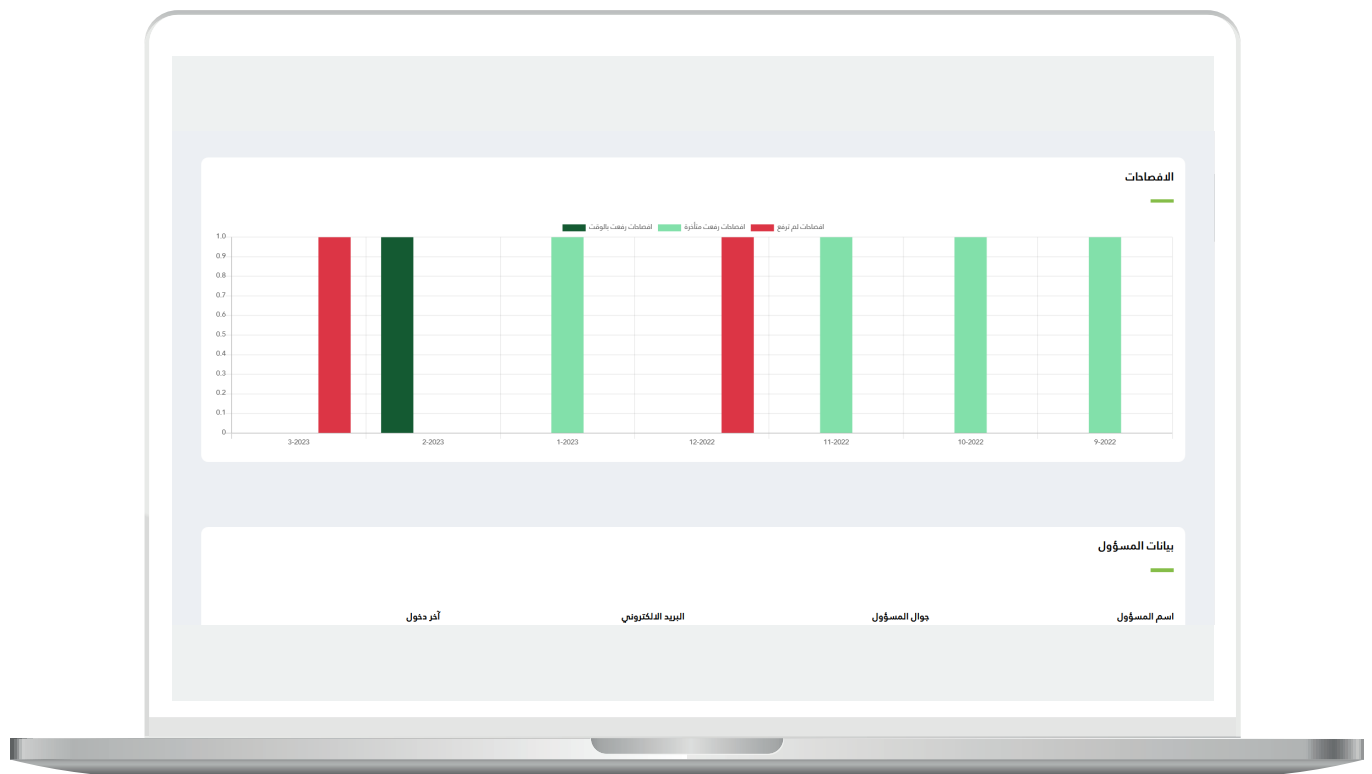 الافصاحات
افصاحات لم ترفع افصاحات رفعت متأخرة افصاحات رفعت بالوقت
1.0
0.9
0.8
0.7
0.6
0.5
0.4
0.3
0.2
0.1
0
3-2023 2-2023 1-2023 12-2022 11-2022 10-2022 9-2022
بيانات المسؤول
اسم المسؤول جوال المسؤول البريد الالكتروني آخر دخول